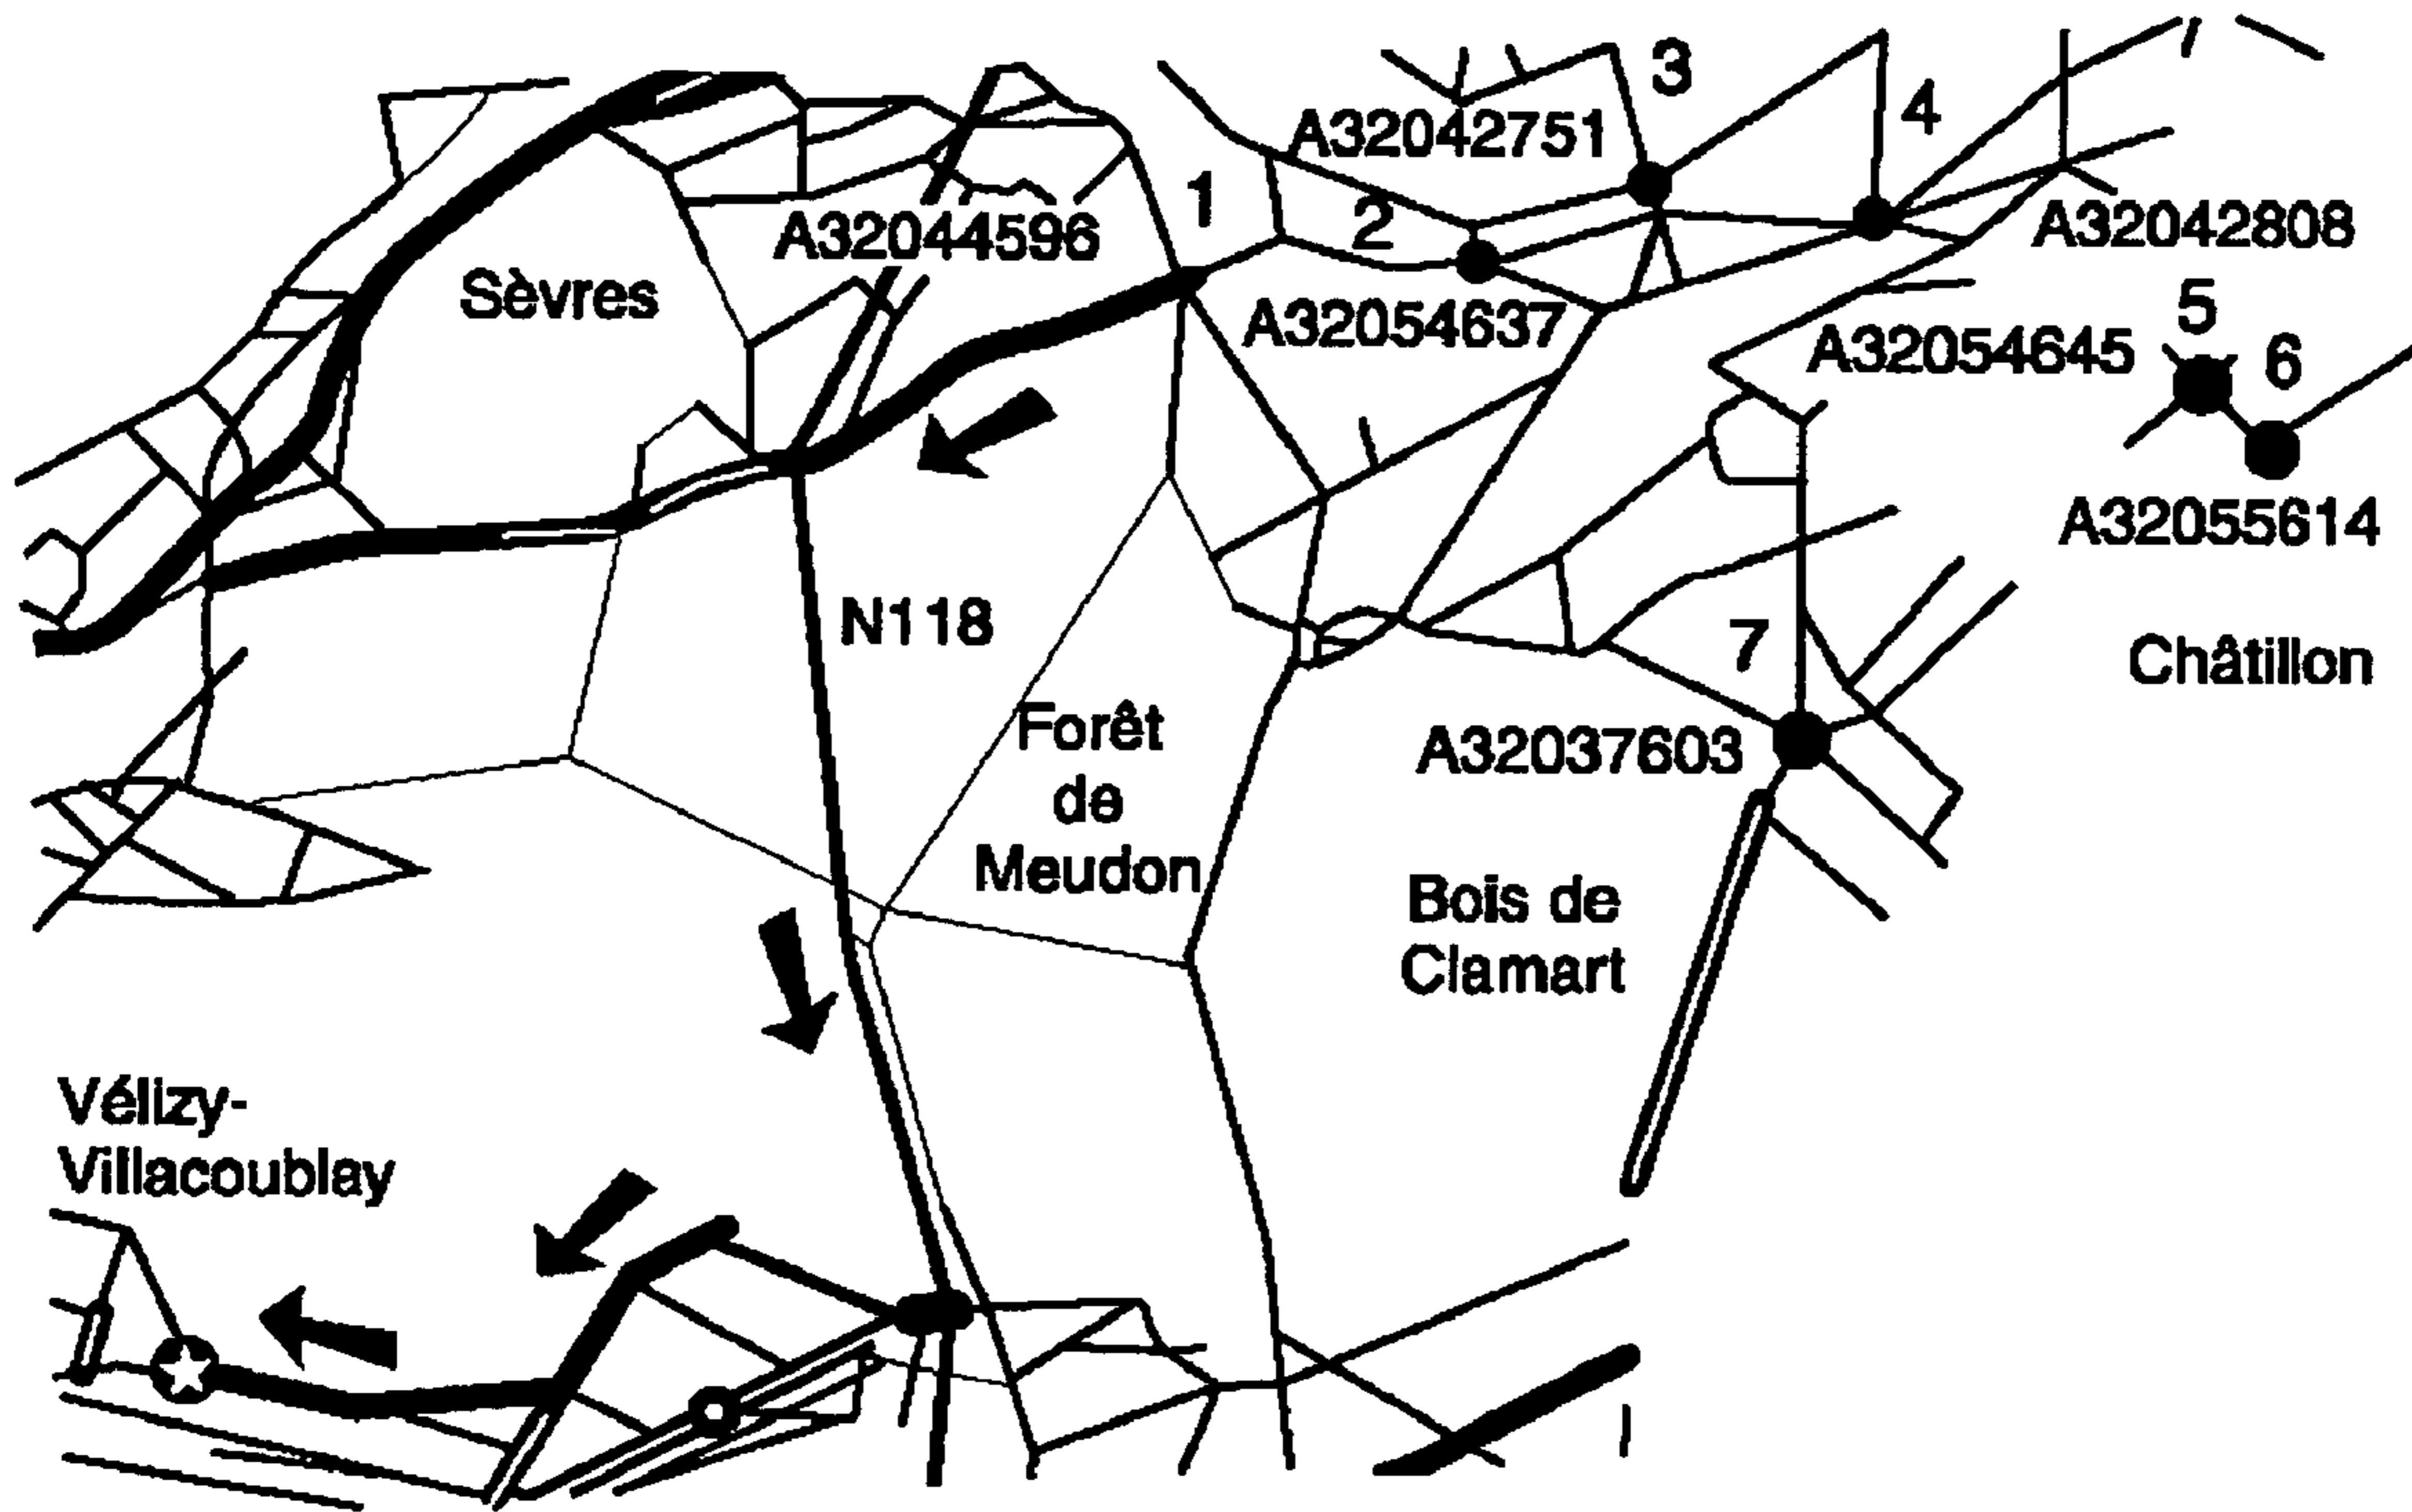 3
A32042751
4
1
2
A32044596
A32042808
Sèvres
5
A32054637
A32054645
6
A32055614
N118
7
Châtillon
Forêt
de
Meudon
A32037603
Bois de
Clamart
Vélizy-
Villacoublay